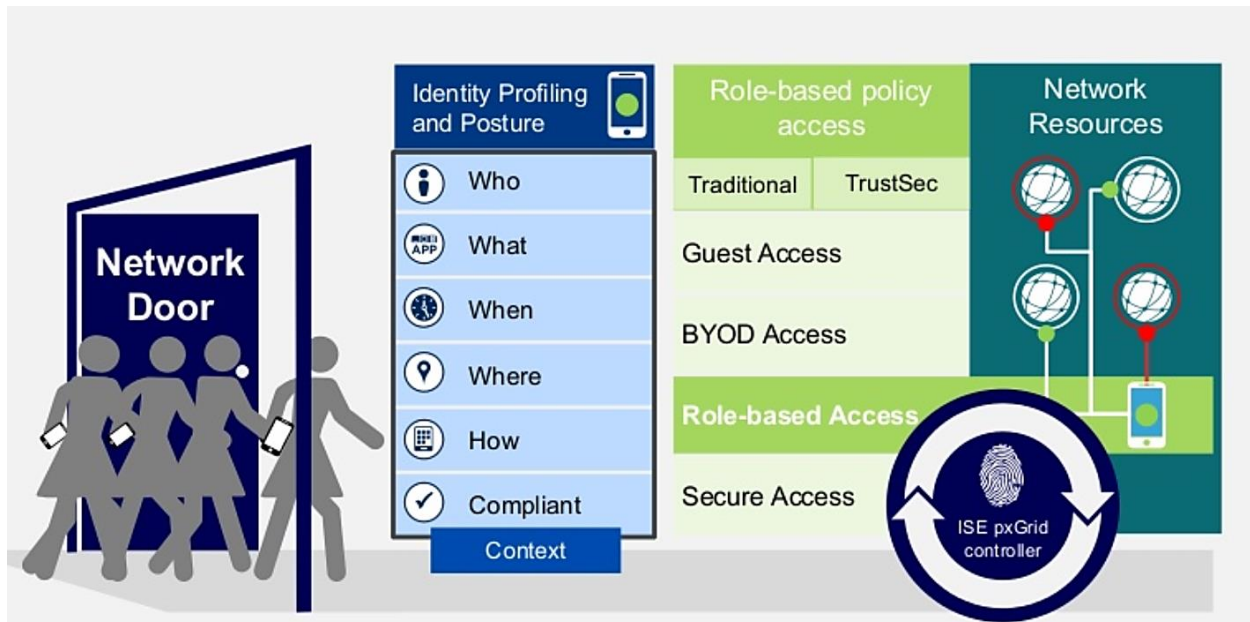 Network
Door
Identity Profiling
and Posture
Who
APP
What
When
Where
How
Compliant
Context
Role-based policy
access
Traditional
TrustSec
Guest Access
BYOD Access
Role-based Access
Secure Access
Network
Resources
ISE pxGrid
controller